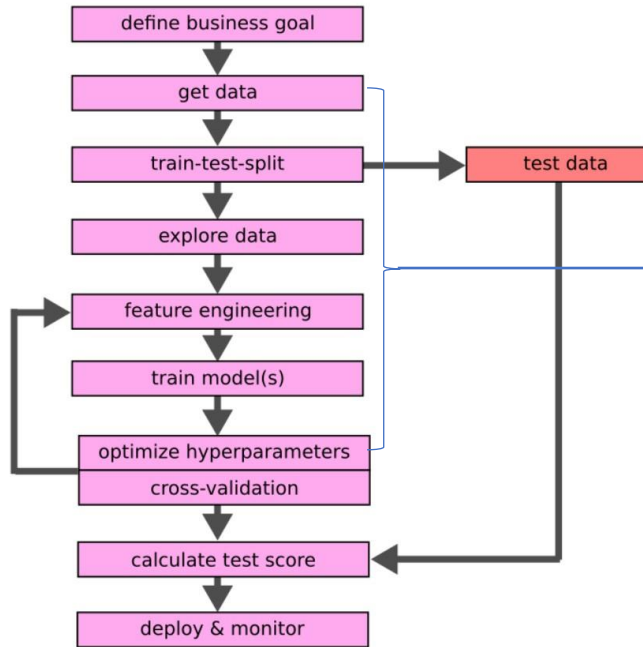 define business goal
get data
train-test-split
test data
explore data
feature engineering
train model(s)
optimize hyperparameters
cross-validation
calculate test score
deploy & monitor